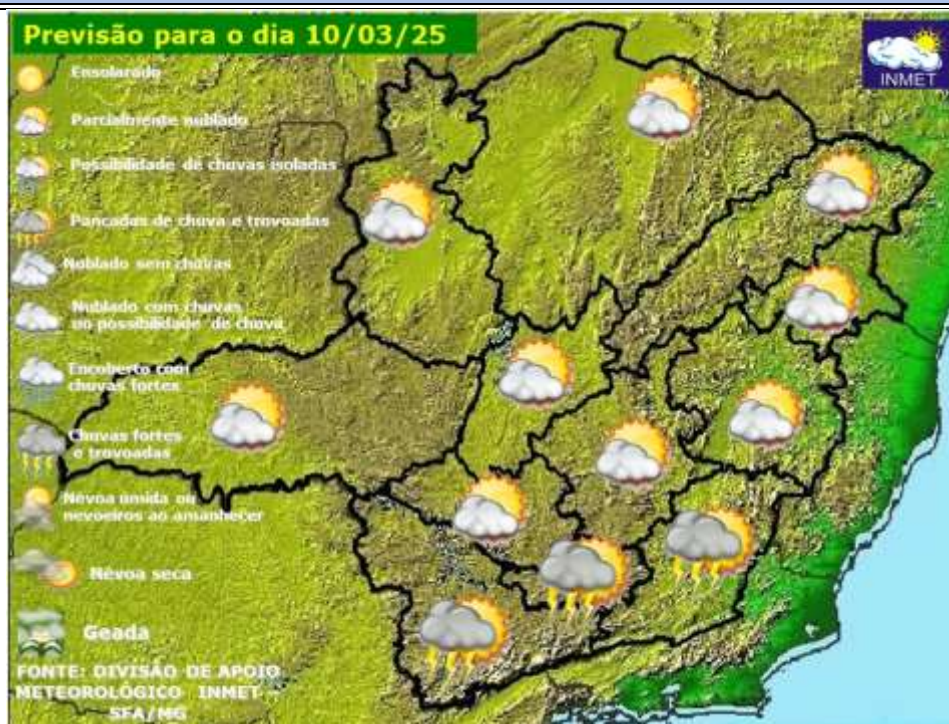 Previsão para o dia 10/03/25
INMET
Ensolarado
Parcialmente nublado
Possibilidade de chuvas isoladas
Pancadas de chuva e trovoadas
Nublado sem chuvas
Nublado com chuvas
ou possibilidade de chuva
Encoberto com
chuvas fortes
Chuvas fortes
e trovoadas
Névoa úmida ou
nevoeiros ao amanhecer
Névoa seca
Geada
FONTE: DIVISÃO DE APOIO
METEOROLÓGICO INMET -
SFA/MG